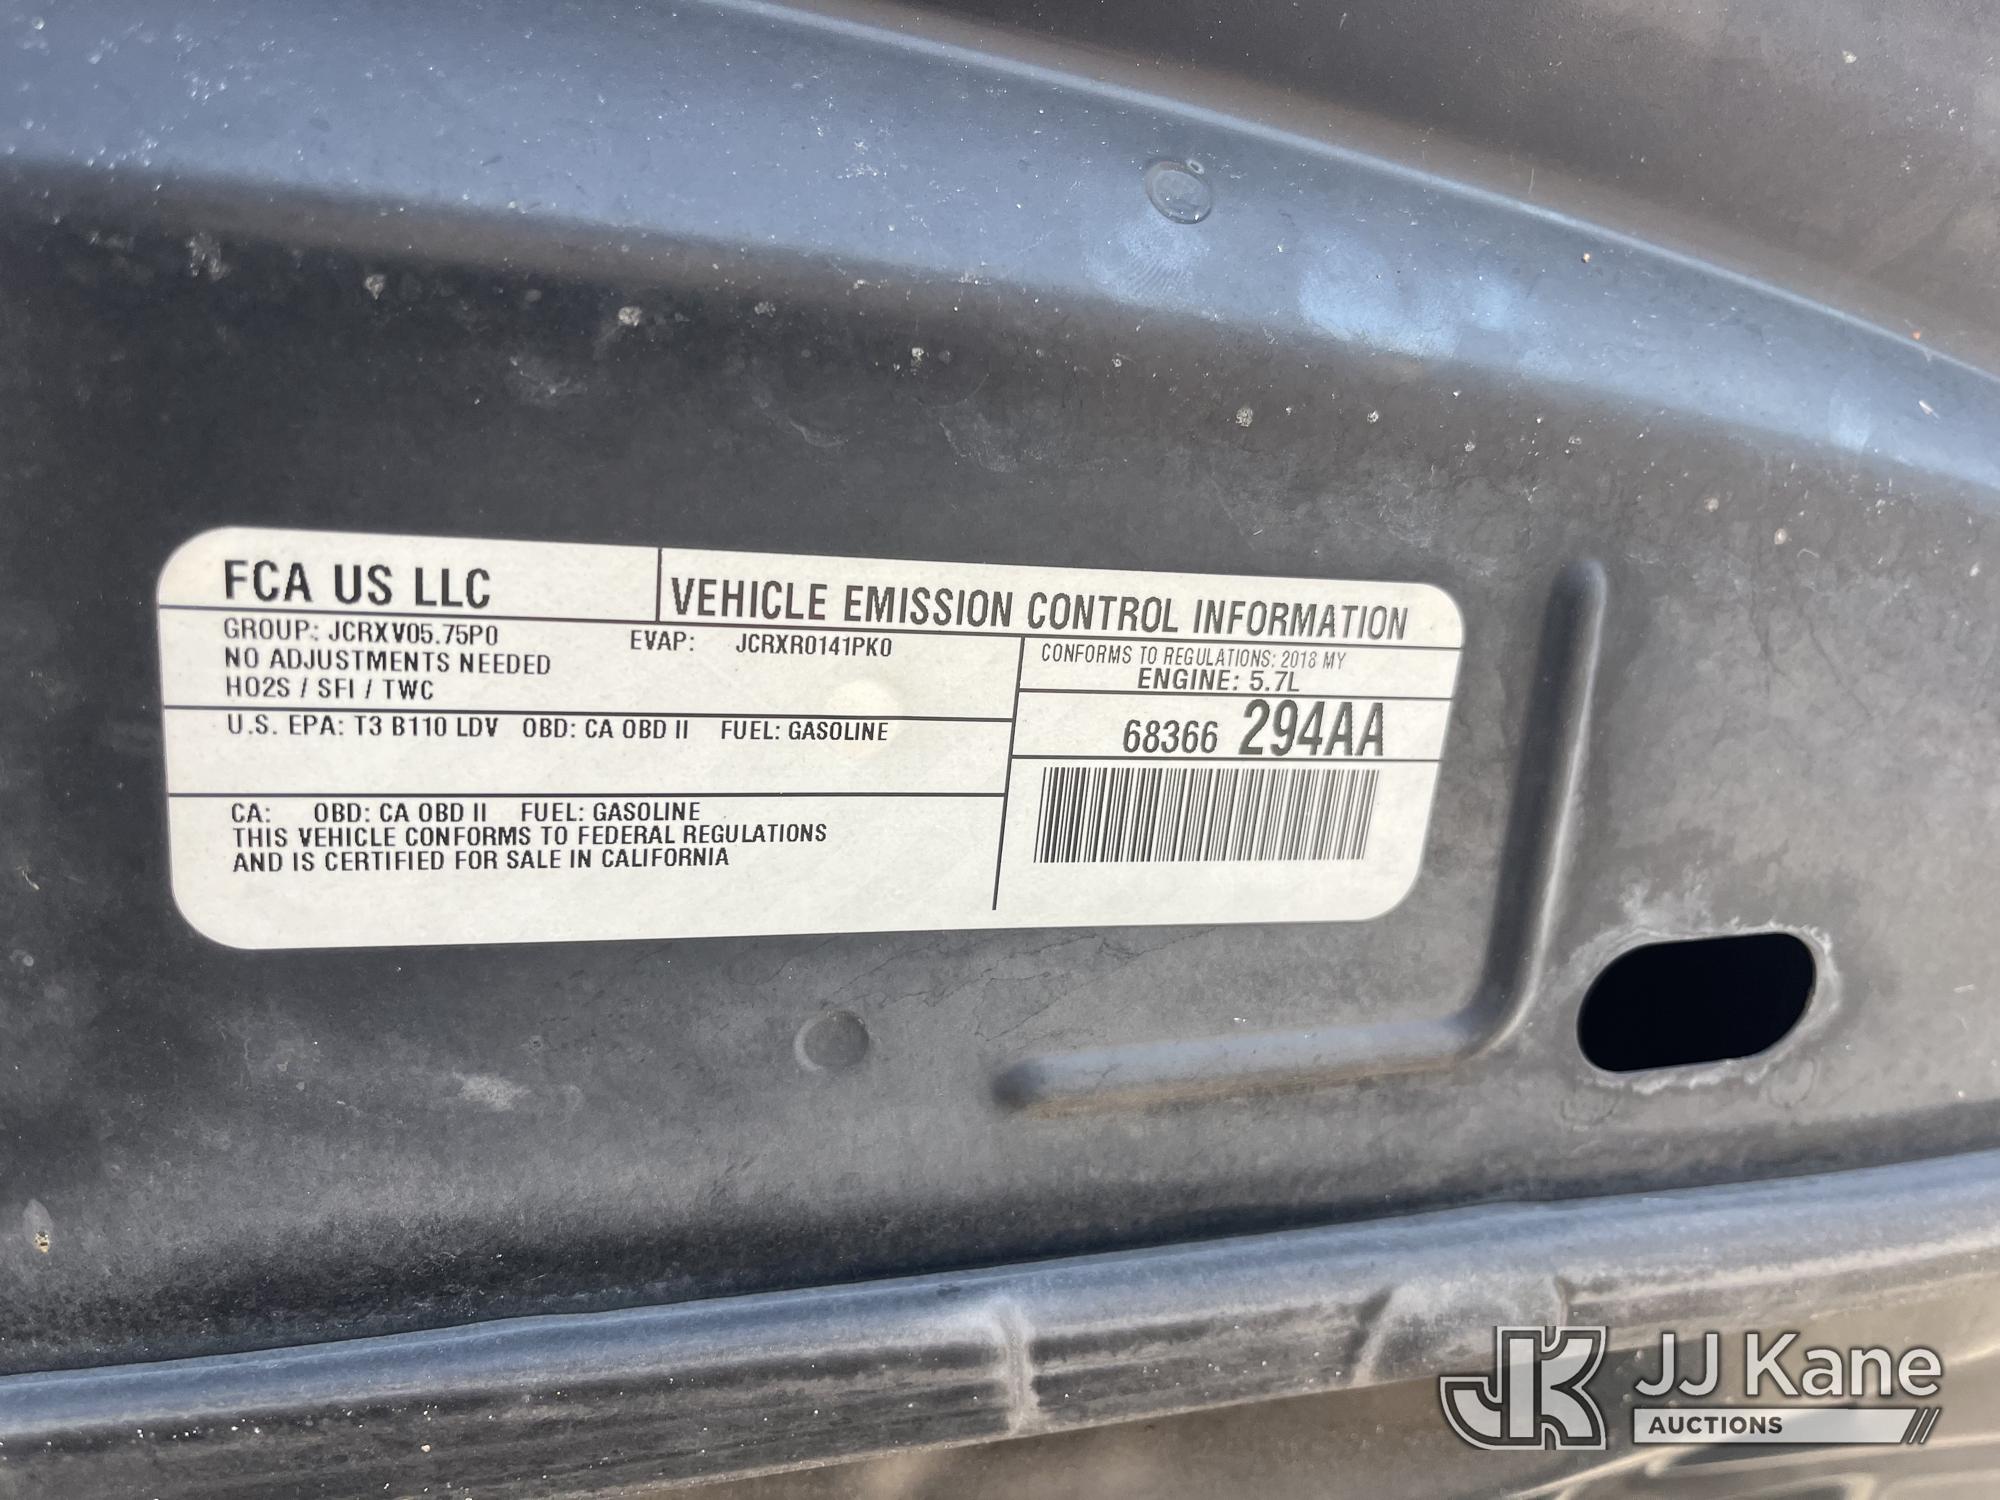 FCA US LLC
VEHICLE EMISSION CONTROL INFORMATION
GROUP: JCRXV05.75P0 EVAP: JCRXR0141PK0
NO ADJUSTMENTS NEEDED
HO2S / SFI / TWC
CONFORMS TO REGULATIONS: 2018 MY
ENGINE: 5.7L
U.S. EPA: T3 B110 LDV OBD: CA OBD II FUEL: GASOLINE
68366 294AA
CA: OBD: CA OBD II FUEL: GASOLINE
THIS VEHICLE CONFORMS TO FEDERAL REGULATIONS
AND IS CERTIFIED FOR SALE IN CALIFORNIA
JK JJ Kane
AUCTIONS